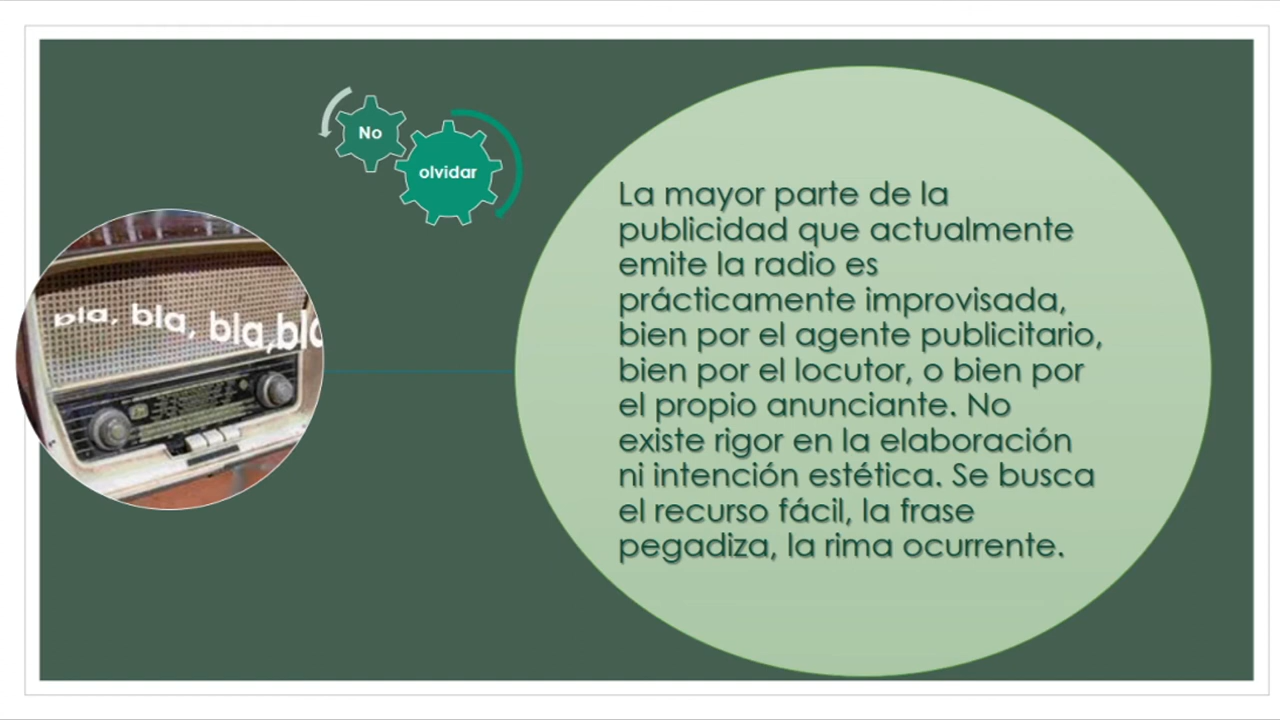 No
olvidar
bla, bla, bla,bla
La mayor parte de la
publicidad que actualmente
emite la radio es
prácticamente improvisada,
bien por el agente publicitario,
bien por el locutor, o bien por
el propio anunciante. No
existe rigor en la elaboración
ni intención estética. Se busca
el recurso fácil, la frase
pegadiza, la rima ocurrente.